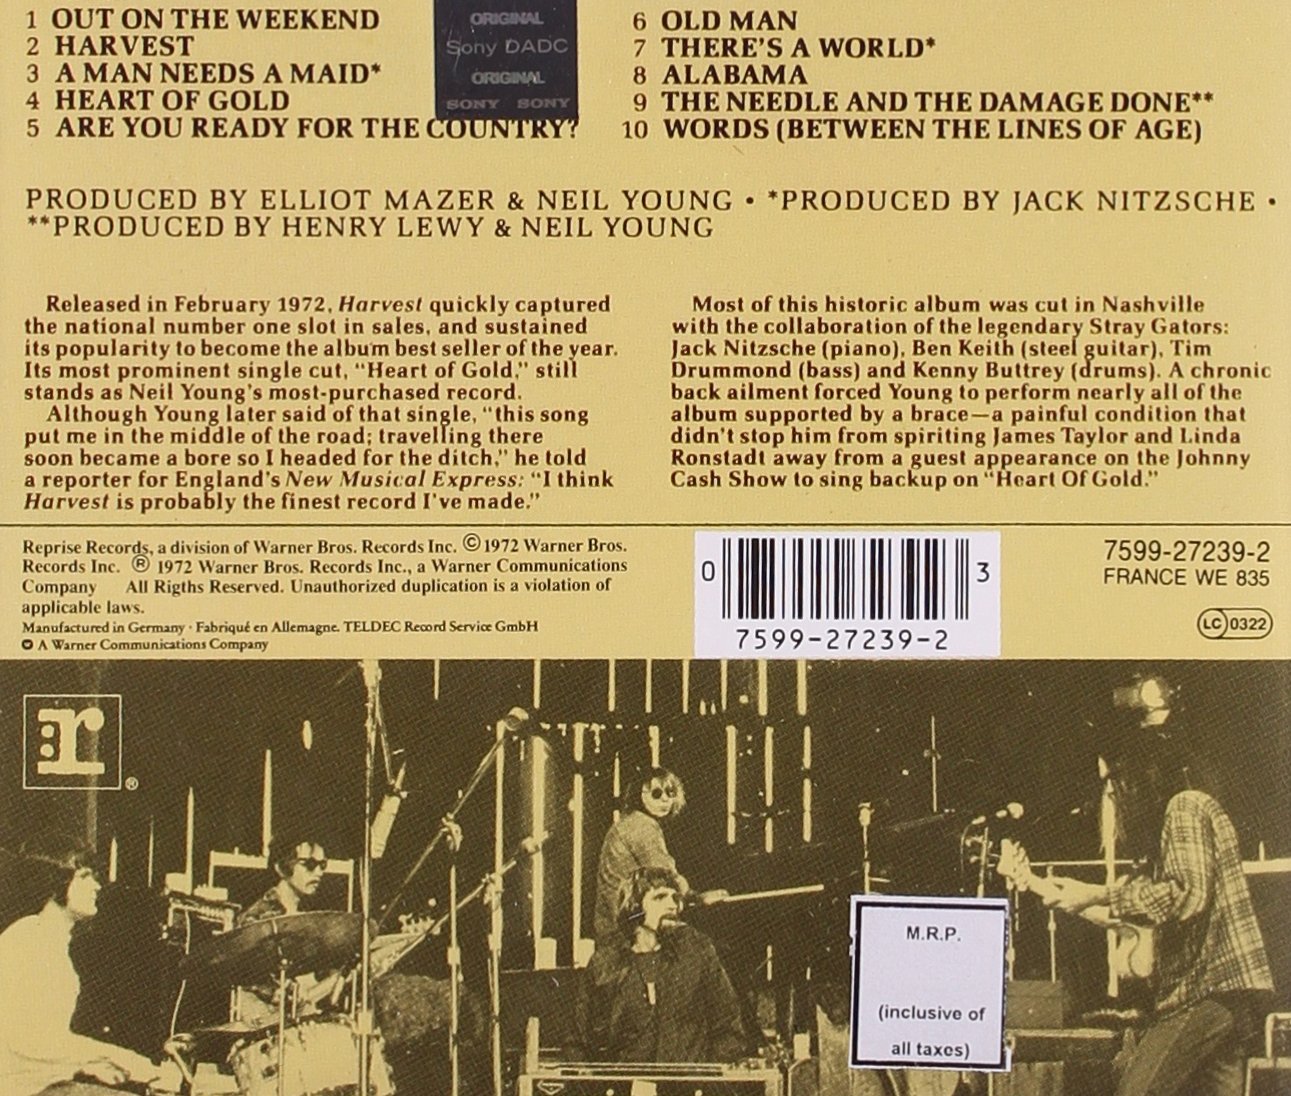 1 OUT ON THE WEEKEND
2 HARVEST
3 A MAN NEEDS A MAID*
4 HEART OF GOLD
5 ARE YOU READY FOR THE COUNTRY?
ORIGINAL
Sony DADC
ORIGINAL
SONY SONY
6 OLD MAN
7 THERE'S A WORLD*
8 ALABAMA
9 THE NEEDLE AND THE DAMAGE DONE**
10 WORDS (BETWEEN THE LINES OF AGE)
PRODUCED BY ELLIOT MAZER & NEIL YOUNG • *PRODUCED BY JACK NITZSCHE •
**PRODUCED BY HENRY LEWY & NEIL YOUNG
Released in February 1972, Harvest quickly captured
the national number one slot in sales, and sustained
its popularity to become the album best seller of the year.
Its most prominent single cut, "Heart of Gold," still
stands as Neil Young's most-purchased record.
Although Young later said of that single, "this song
put me in the middle of the road; travelling there
soon became a bore so I headed for the ditch," he told
a reporter for England's New Musical Express: "I think
Harvest is probably the finest record I've made."
Most of this historic album was cut in Nashville
with the collaboration of the legendary Stray Gators:
Jack Nitzsche (piano), Ben Keith (steel guitar), Tim
Drummond (bass) and Kenny Buttrey (drums). A chronic
back ailment forced Young to perform nearly all of the
album supported by a brace—a painful condition that
didn't stop him from spiriting James Taylor and Linda
Ronstadt away from a guest appearance on the Johnny
Cash Show to sing backup on "Heart Of Gold."
Reprise Records, a division of Warner Bros. Records Inc. © 1972 Warner Bros.
Records Inc. ® 1972 Warner Bros. Records Inc., a Warner Communications
Company All Rigths Reserved. Unauthorized duplication is a violation of
applicable laws.
Manufactured in Germany · Fabriqué en Allemagne. TELDEC Record Service GmbH
A Warner Communications Company
0 3
7599-27239-2
7599-27239-2
FRANCE WE 835
LC 0322
:r ®
M.R.P.
(inclusive of
all taxes)